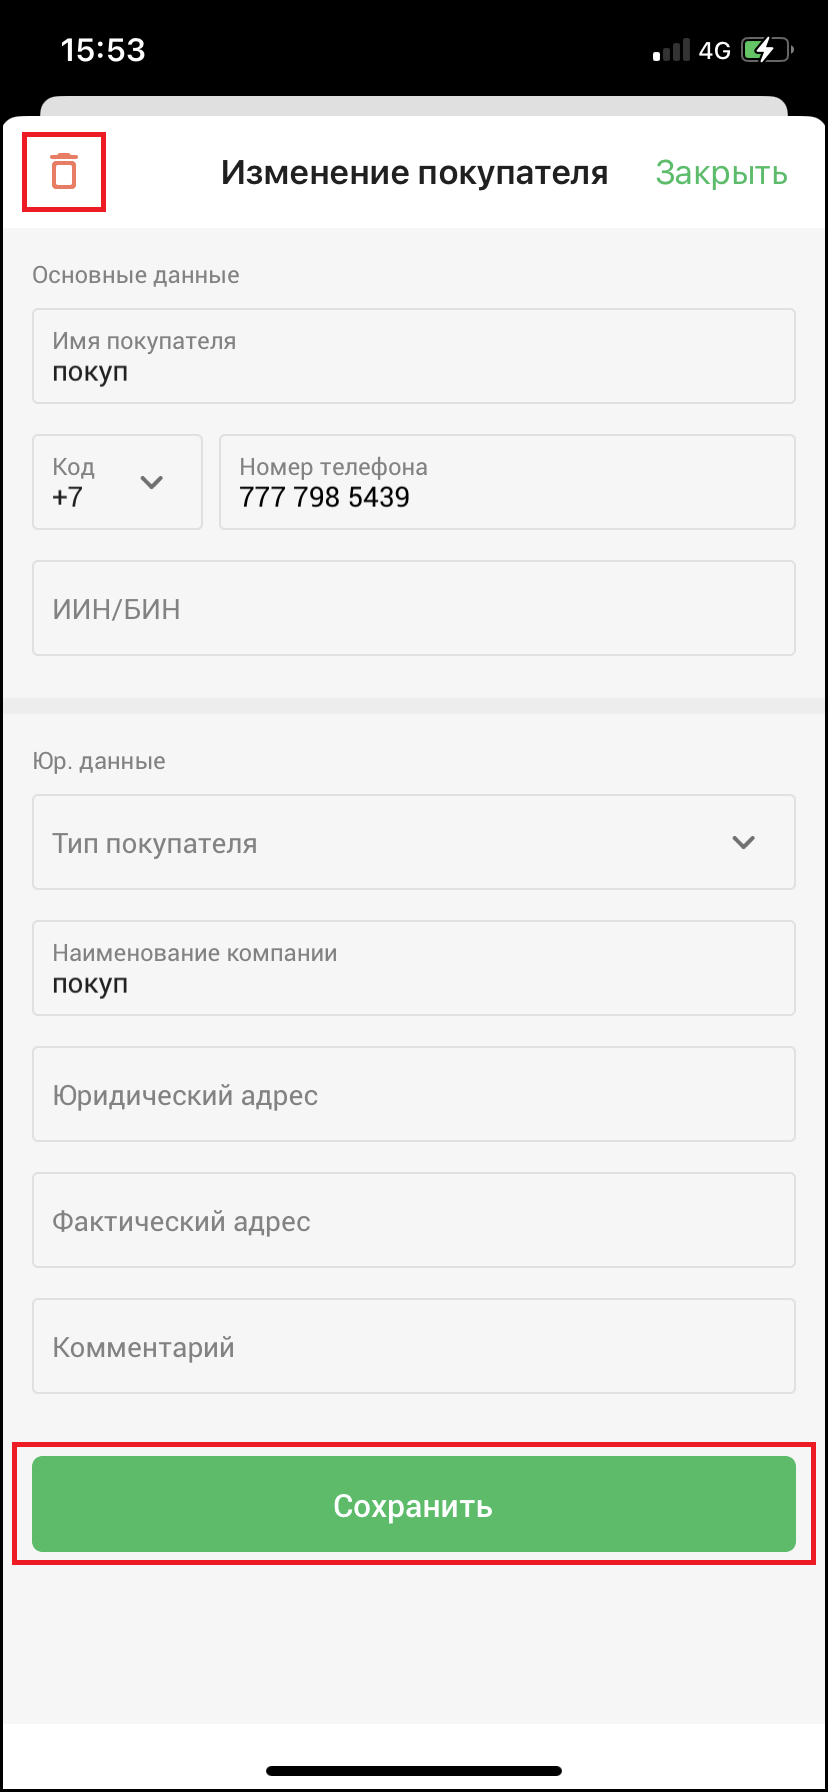 15:53
4G
Изменение покупателя
Закрыть
Основные данные
Имя покупателя
покуп
Код
+7
Номер телефона
777 798 5439
ИИН/БИН
Юр. данные
Тип покупателя
Наименование компании
покуп
Юридический адрес
Фактический адрес
Комментарий
Сохранить